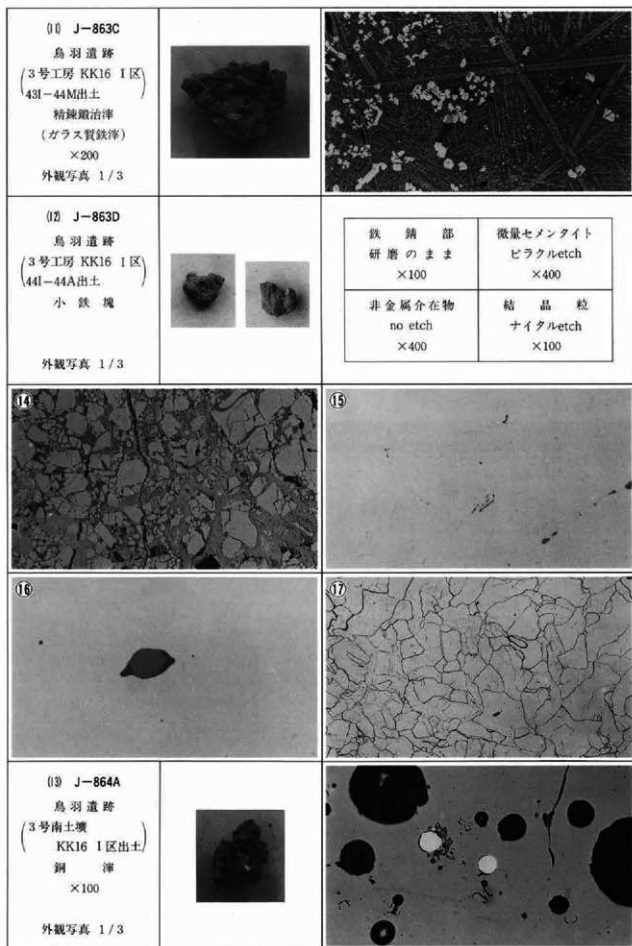 (11) J-863C
鳥羽遺跡
(3号工房 KK16 I区
43I-44M出土)
精錬鍛冶滓
(ガラス質鉄滓)
×200
外観写真 1/3
(12) J-863D
鳥羽遺跡
(3号工房 KK16 I区
44I-44A出土)
小鉄塊
外観写真 1/3
鉄錆部
研磨のまま
×100
微量セメンタイト
ピラクルetch
×400
非金属介在物
no etch
×400
結晶粒
ナイタルetch
×100
⑭
⑮
⑯
⑰
(13) J-864A
鳥羽遺跡
(3号南土壙
KK16 I区出土)
銅滓
×100
外観写真 1/3